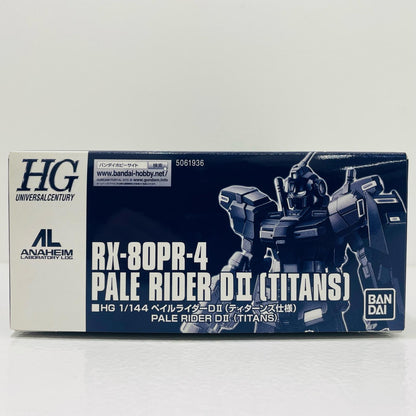 HG
UNIVERSAL CENTURY
バンダイホビーサイト
www.bandai-hobby.net/
5061936
AL
ANAHEIM
LABORATORY LOG
RX-80PR-4
PALE RIDER DⅡ (TITANS)
■HG 1/144 ペイルライダーDⅡ(ティターンズ仕様)
PALE RIDER DⅡ (TITANS)
BAN
DAI